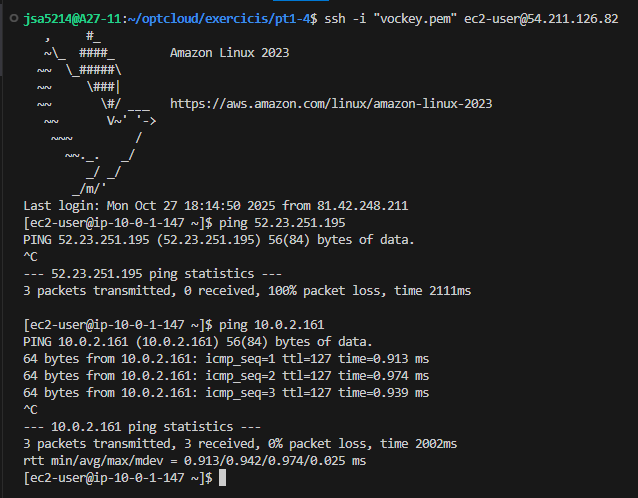 jsa5214@A27-11:~/optcloud/exercicis/pt1-4$ ssh -i "vockey.pem" ec2-user@54.211.126.82
   ,     #_
   ~\_  ####_        Amazon Linux 2023
  ~~  \_#####\
  ~~     \###|
  ~~       \#/ ___   https://aws.amazon.com/linux/amazon-linux-2023
   ~~       V~' '->
    ~~~         /
      ~~._.   _/
         _/ _/
       _/m/'
Last login: Mon Oct 27 18:14:50 2025 from 81.42.248.211
[ec2-user@ip-10-0-1-147 ~]$ ping 52.23.251.195
PING 52.23.251.195 (52.23.251.195) 56(84) bytes of data.
^C
--- 52.23.251.195 ping statistics ---
3 packets transmitted, 0 received, 100% packet loss, time 2111ms

[ec2-user@ip-10-0-1-147 ~]$ ping 10.0.2.161
PING 10.0.2.161 (10.0.2.161) 56(84) bytes of data.
64 bytes from 10.0.2.161: icmp_seq=1 ttl=127 time=0.913 ms
64 bytes from 10.0.2.161: icmp_seq=2 ttl=127 time=0.974 ms
64 bytes from 10.0.2.161: icmp_seq=3 ttl=127 time=0.939 ms
^C
--- 10.0.2.161 ping statistics ---
3 packets transmitted, 3 received, 0% packet loss, time 2002ms
rtt min/avg/max/mdev = 0.913/0.942/0.974/0.025 ms
[ec2-user@ip-10-0-1-147 ~]$